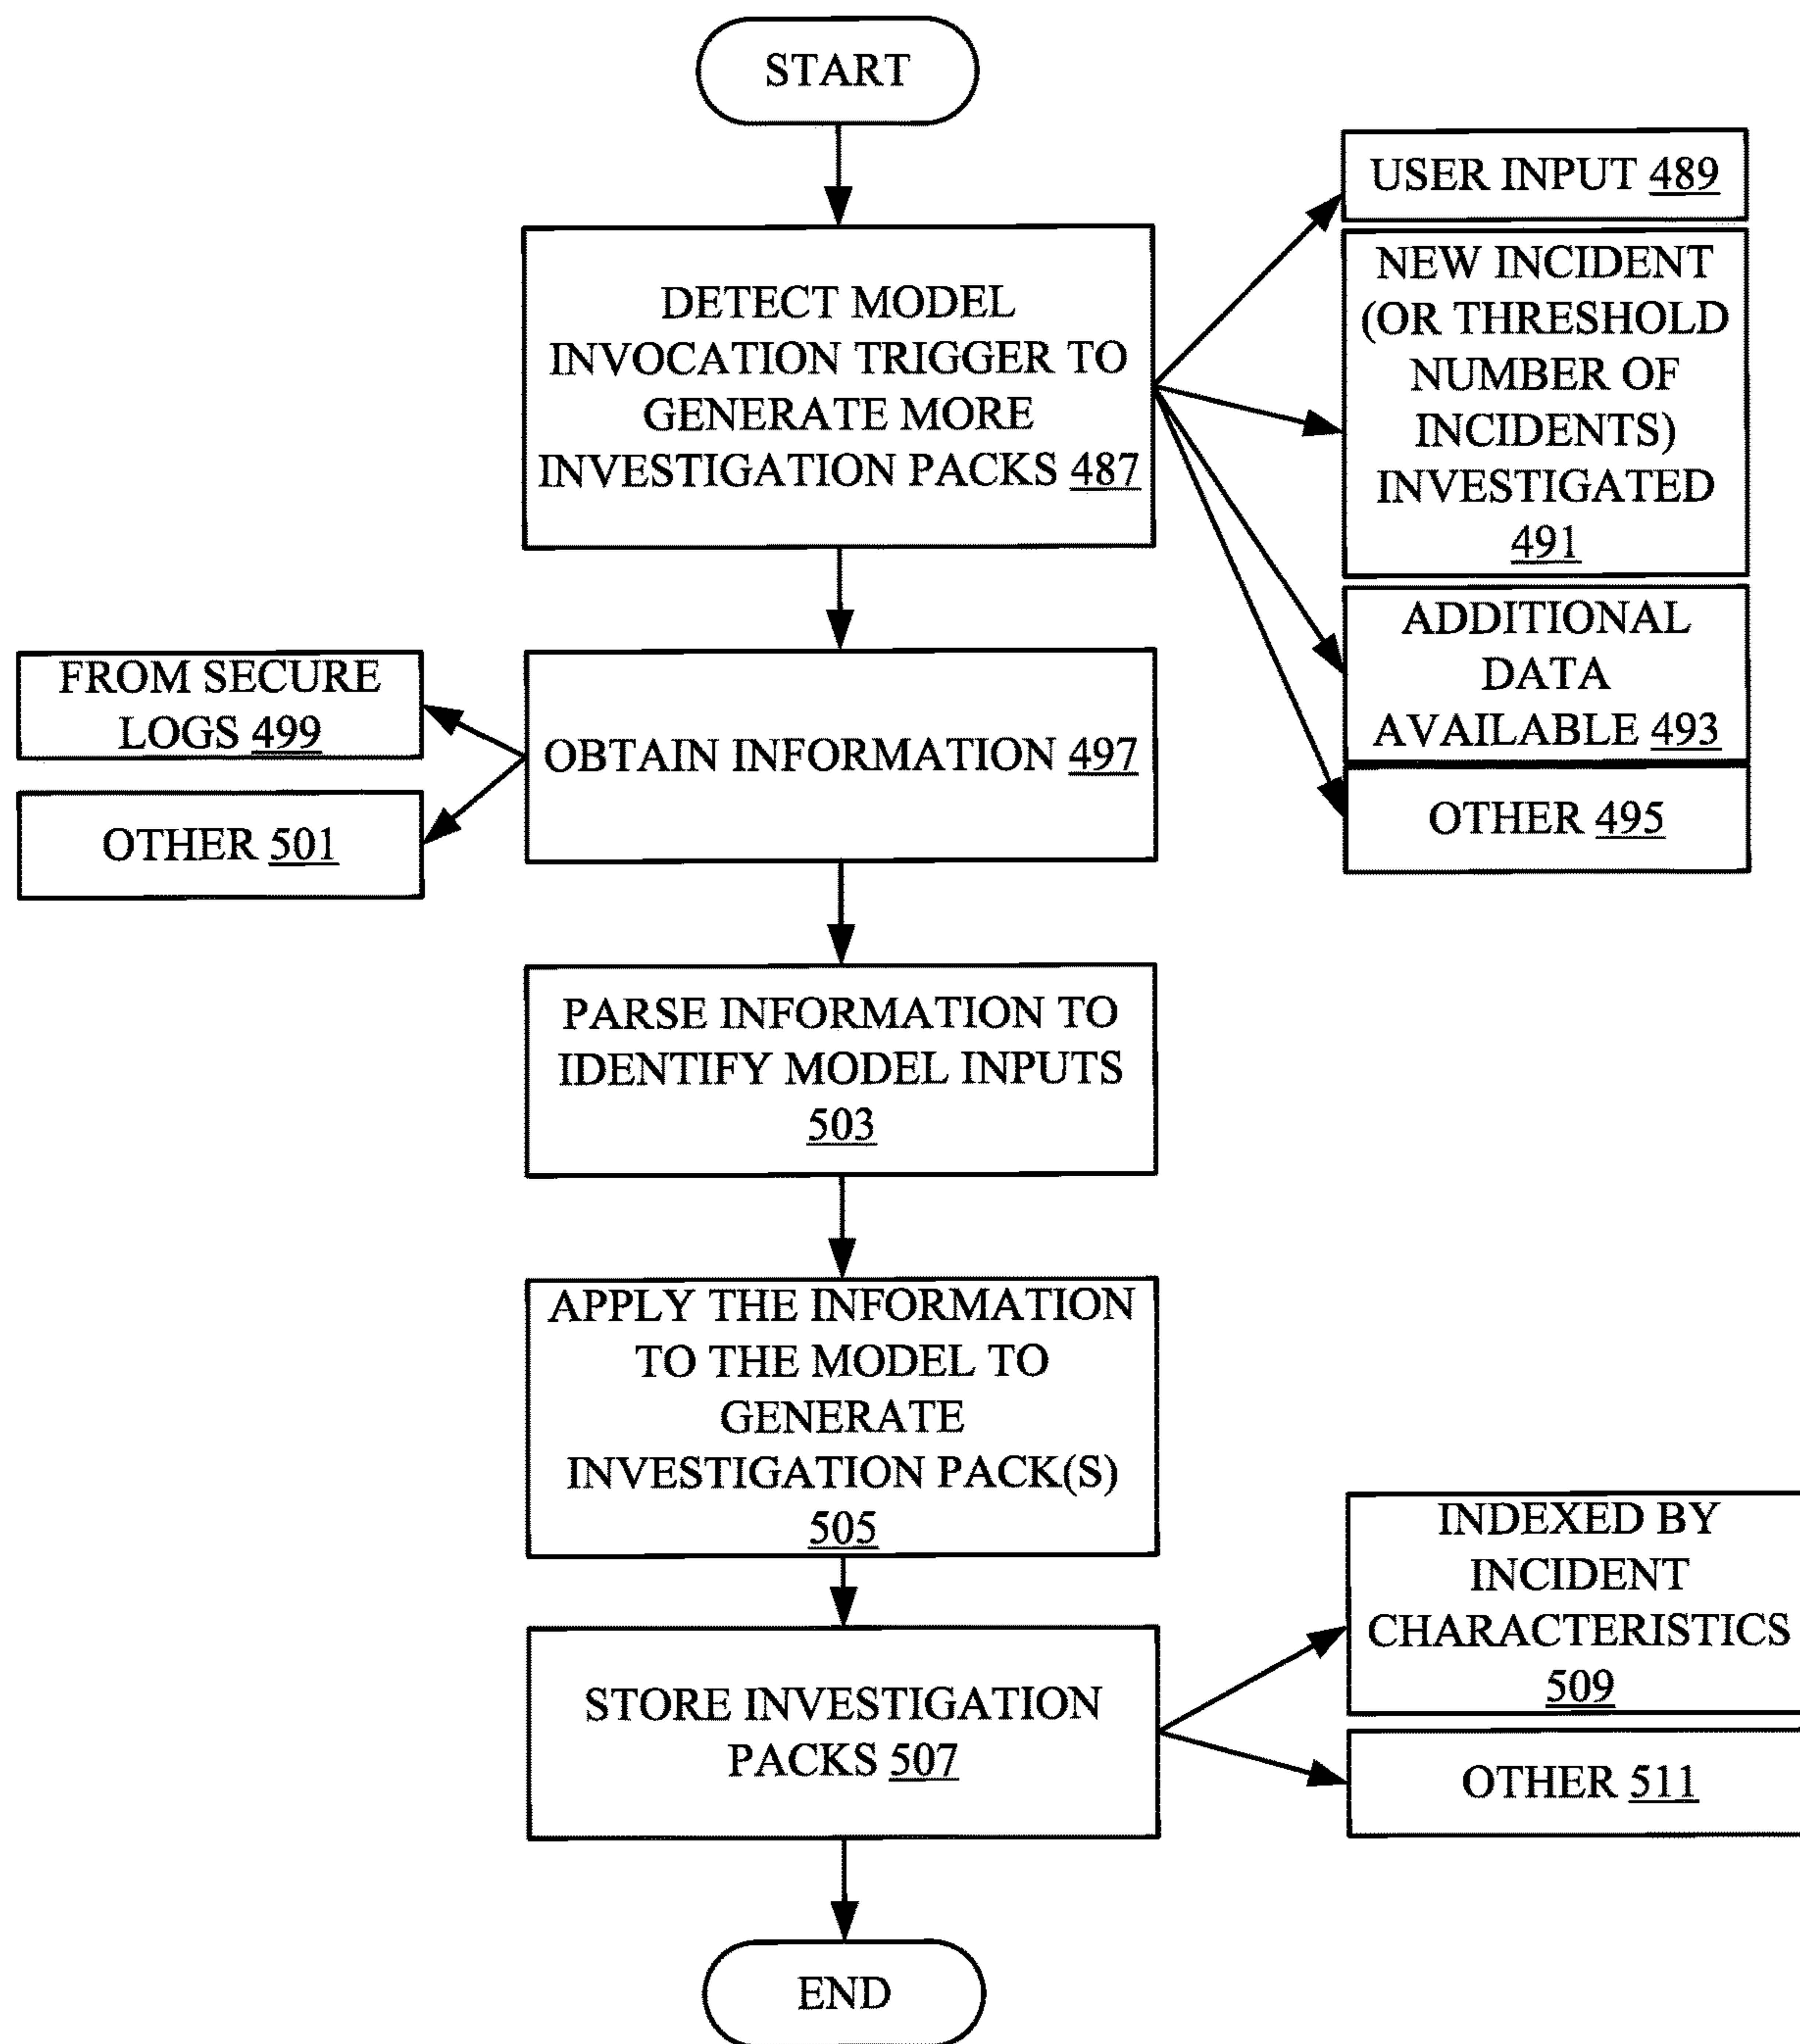 START
DETECT MODEL
INVOCATION TRIGGER TO
GENERATE MORE
INVESTIGATION PACKS 487
USER INPUT 489
NEW INCIDENT
(OR THRESHOLD
NUMBER OF
INCIDENTS)
INVESTIGATED
491
ADDITIONAL
DATA
AVAILABLE 493
OTHER 495
OBTAIN INFORMATION 497
FROM SECURE
LOGS 499
OTHER 501
PARSE INFORMATION TO
IDENTIFY MODEL INPUTS
503
APPLY THE INFORMATION
TO THE MODEL TO
GENERATE
INVESTIGATION PACK(S)
505
STORE INVESTIGATION
PACKS 507
INDEXED BY
INCIDENT
CHARACTERISTICS
509
OTHER 511
END